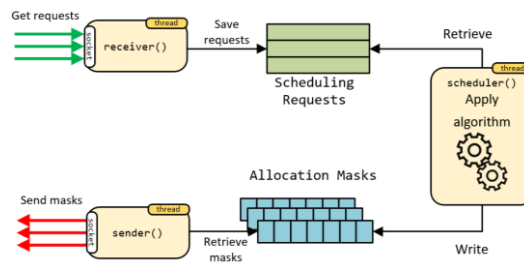 Get requests
thread
socket
receiver()
Save
requests
Scheduling
Requests
Retrieve
thread
scheduler()
Apply
algorithm
Send masks
thread
socket
sender()
Retrieve
masks
Allocation Masks
Write